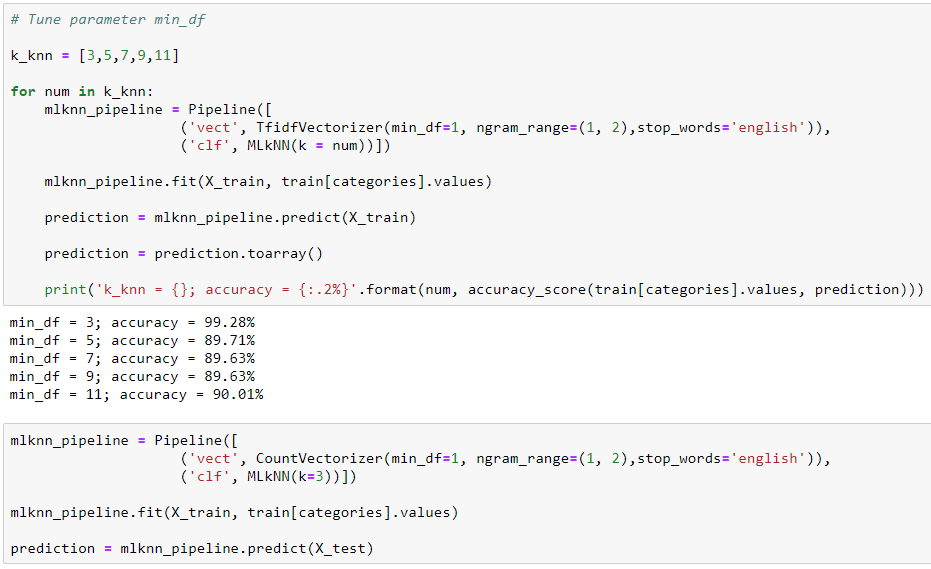 # Tune parameter min_df
k_knn = [3,5,7,9,11]
for num in k_knn:
mlknn_pipeline = Pipeline([
('vect', TfidfVectorizer(min_df=1, ngram_range=(1, 2),stop_words='english')),
('clf', MLkNN(k = num))])
mlknn_pipeline.fit(X_train, train[categories].values)
prediction = mlknn_pipeline.predict(X_train)
prediction = prediction.toarray()
print('k_knn = {}; accuracy = {:.2%}'.format(num, accuracy_score(train[categories].values, prediction)))
min_df = 3; accuracy = 99.28%
min_df = 5; accuracy = 89.71%
min_df = 7; accuracy = 89.63%
min_df = 9; accuracy = 89.63%
min_df = 11; accuracy = 90.01%
mlknn_pipeline = Pipeline([
('vect', CountVectorizer(min_df=1, ngram_range=(1, 2),stop_words='english')),
('clf', MLkNN(k=3))])
mlknn_pipeline.fit(X_train, train[categories].values)
prediction = mlknn_pipeline.predict(X_test)